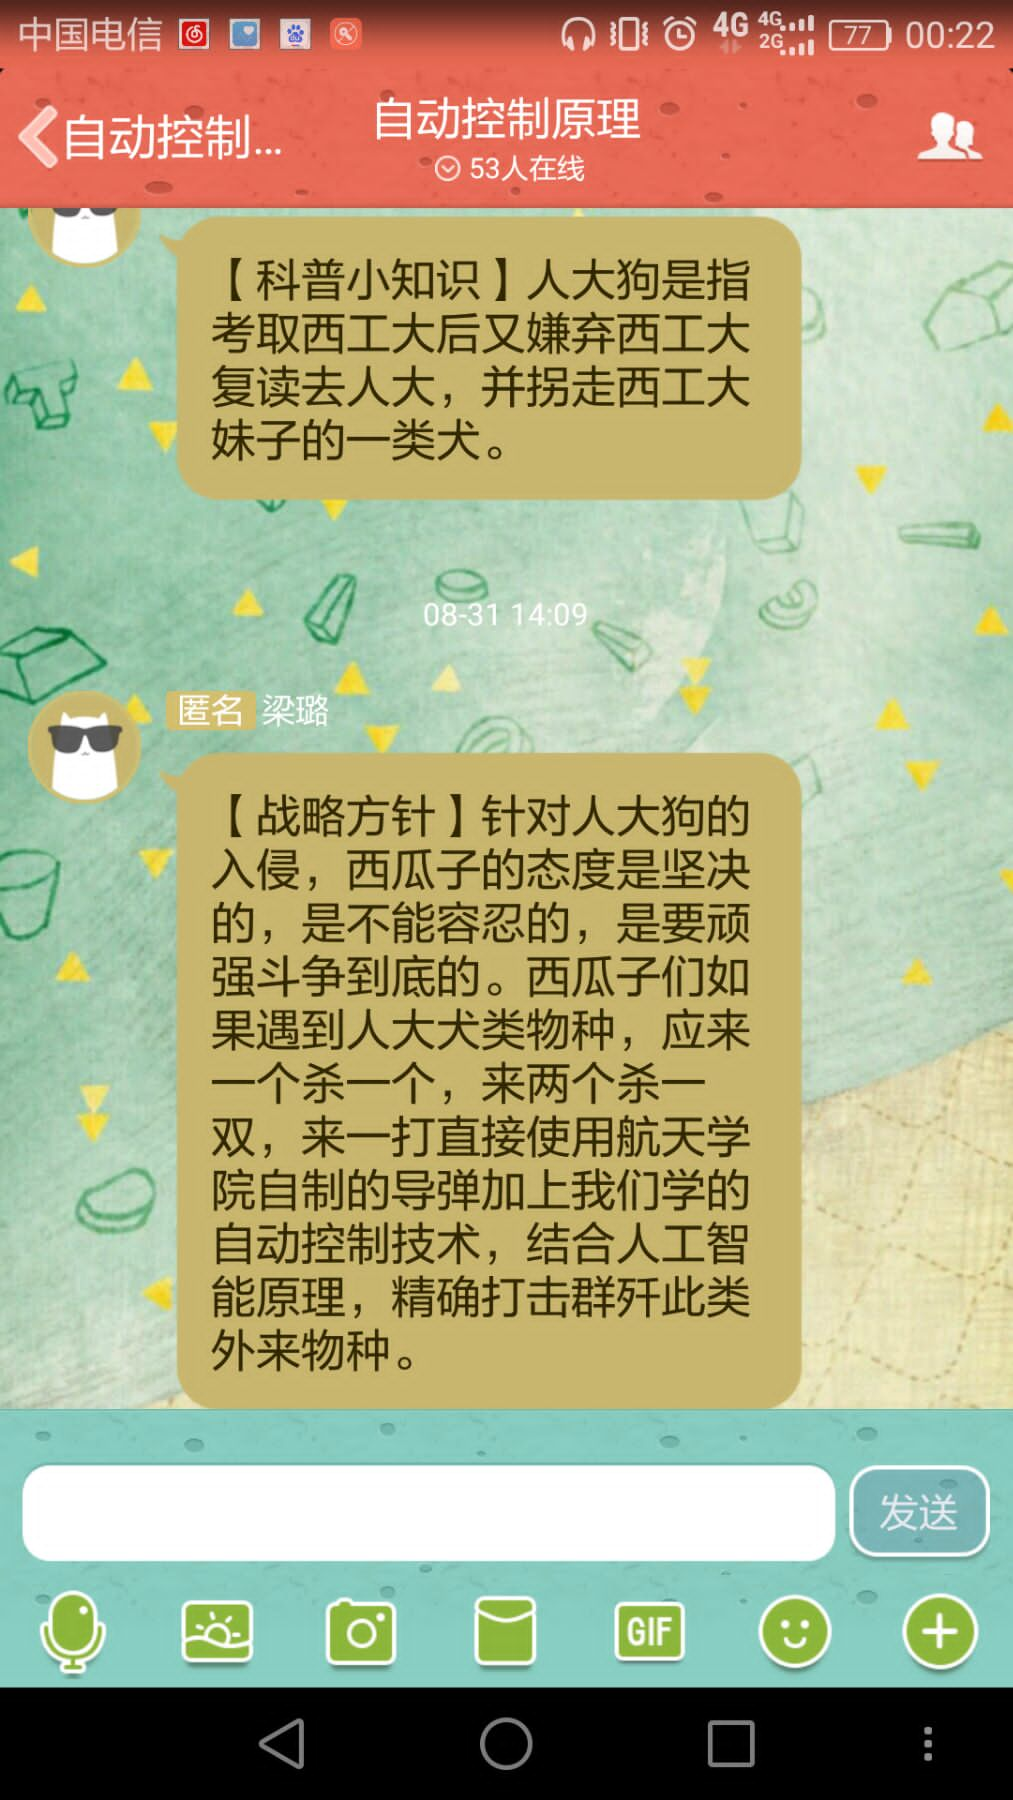 中国电信
4G 4G 2G 77 00:22
自动控制...
自动控制原理
53人在线
【科普小知识】人大狗是指
考取西工大后又嫌弃西工大
复读去人大，并拐走西工大
妹子的一类犬。
08-31 14:09
匿名 梁璐
【战略方针】针对人大狗的
入侵，西瓜子的态度是坚决
的，是不能容忍的，是要顽
强斗争到底的。西瓜子们如
果遇到人大犬类物种，应来
一个杀一个，来两个杀一
双，来一打直接使用航天学
院自制的导弹加上我们学的
自动控制技术，结合人工智
能原理，精确打击群歼此类
外来物种。
发送
GIF